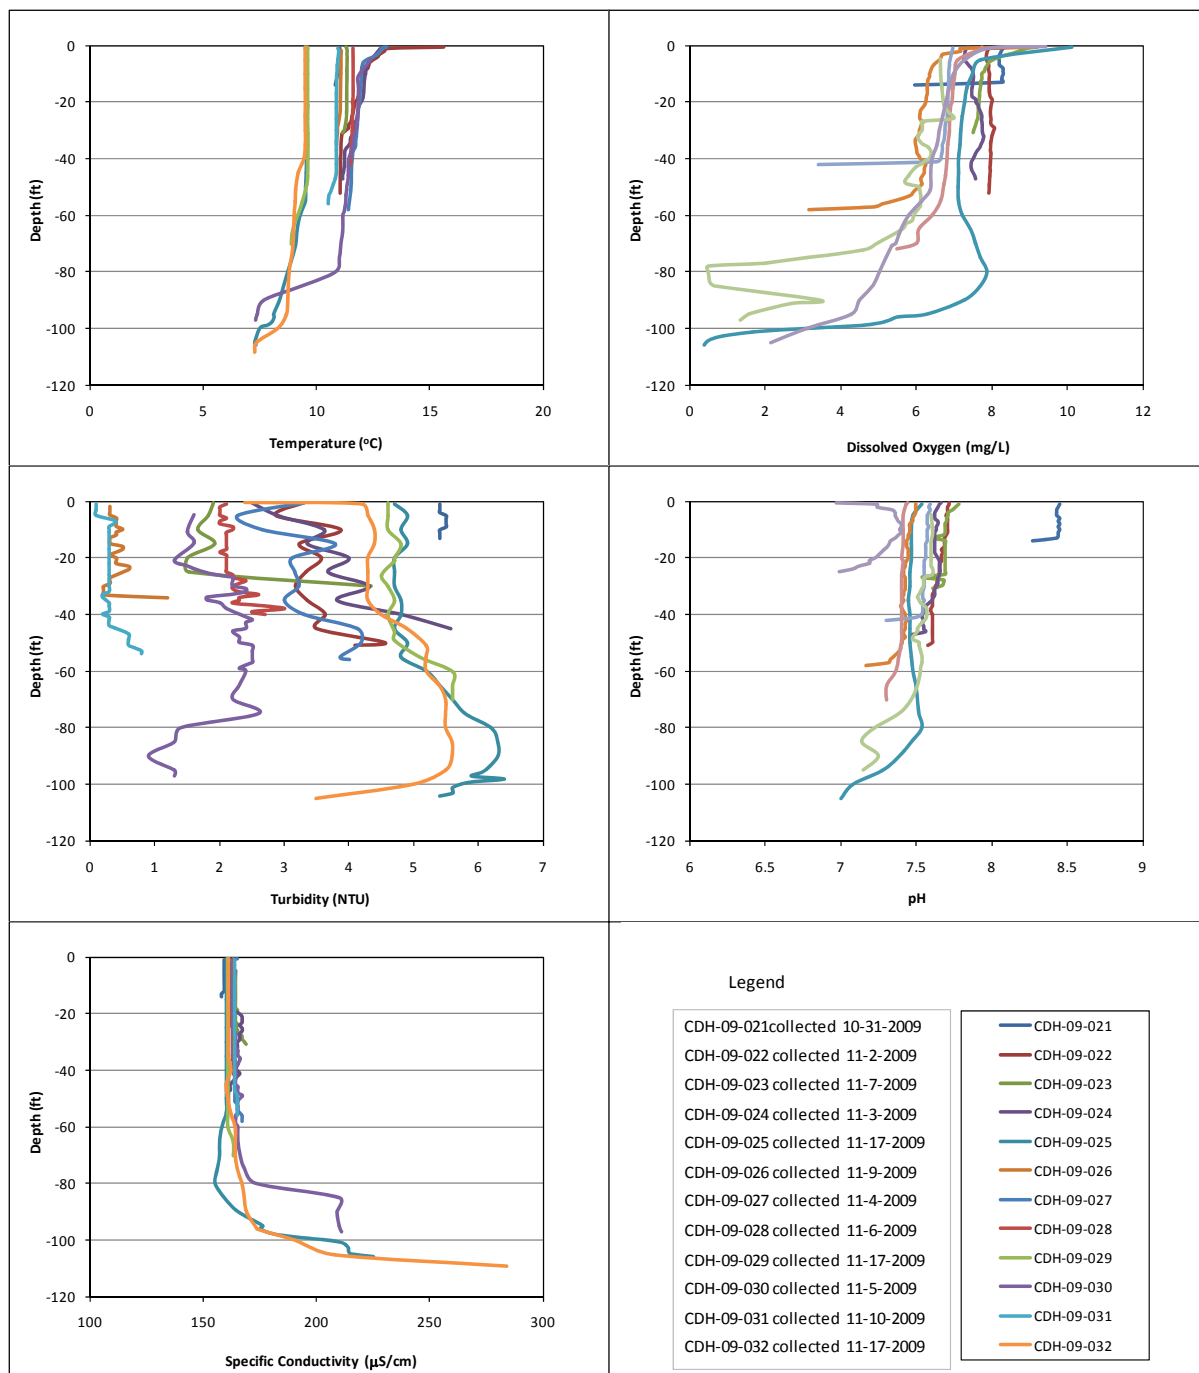 0
-20
-40
-60
-80
-100
-120
Depth (ft)
0 5 10 15 20
Temperature (oC)
0
-20
-40
-60
-80
-100
-120
Depth (ft)
0 2 4 6 8 10 12
Dissolved Oxygen (mg/L)
0
-20
-40
-60
-80
-100
-120
Depth (ft)
0 1 2 3 4 5 6 7
Turbidity (NTU)
0
-20
-40
-60
-80
-100
-120
Depth (ft)
6 6.5 7 7.5 8 8.5 9
pH
0
-20
-40
-60
-80
-100
-120
Depth (ft)
100 150 200 250 300
Specific Conductivity (µS/cm)
Legend
CDH-09-021collected 10-31-2009
CDH-09-022 collected 11-2-2009
CDH-09-023 collected 11-7-2009
CDH-09-024 collected 11-3-2009
CDH-09-025 collected 11-17-2009
CDH-09-026 collected 11-9-2009
CDH-09-027 collected 11-4-2009
CDH-09-028 collected 11-6-2009
CDH-09-029 collected 11-17-2009
CDH-09-030 collected 11-5-2009
CDH-09-031 collected 11-10-2009
CDH-09-032 collected 11-17-2009
CDH-09-021
CDH-09-022
CDH-09-023
CDH-09-024
CDH-09-025
CDH-09-026
CDH-09-027
CDH-09-028
CDH-09-029
CDH-09-030
CDH-09-031
CDH-09-032